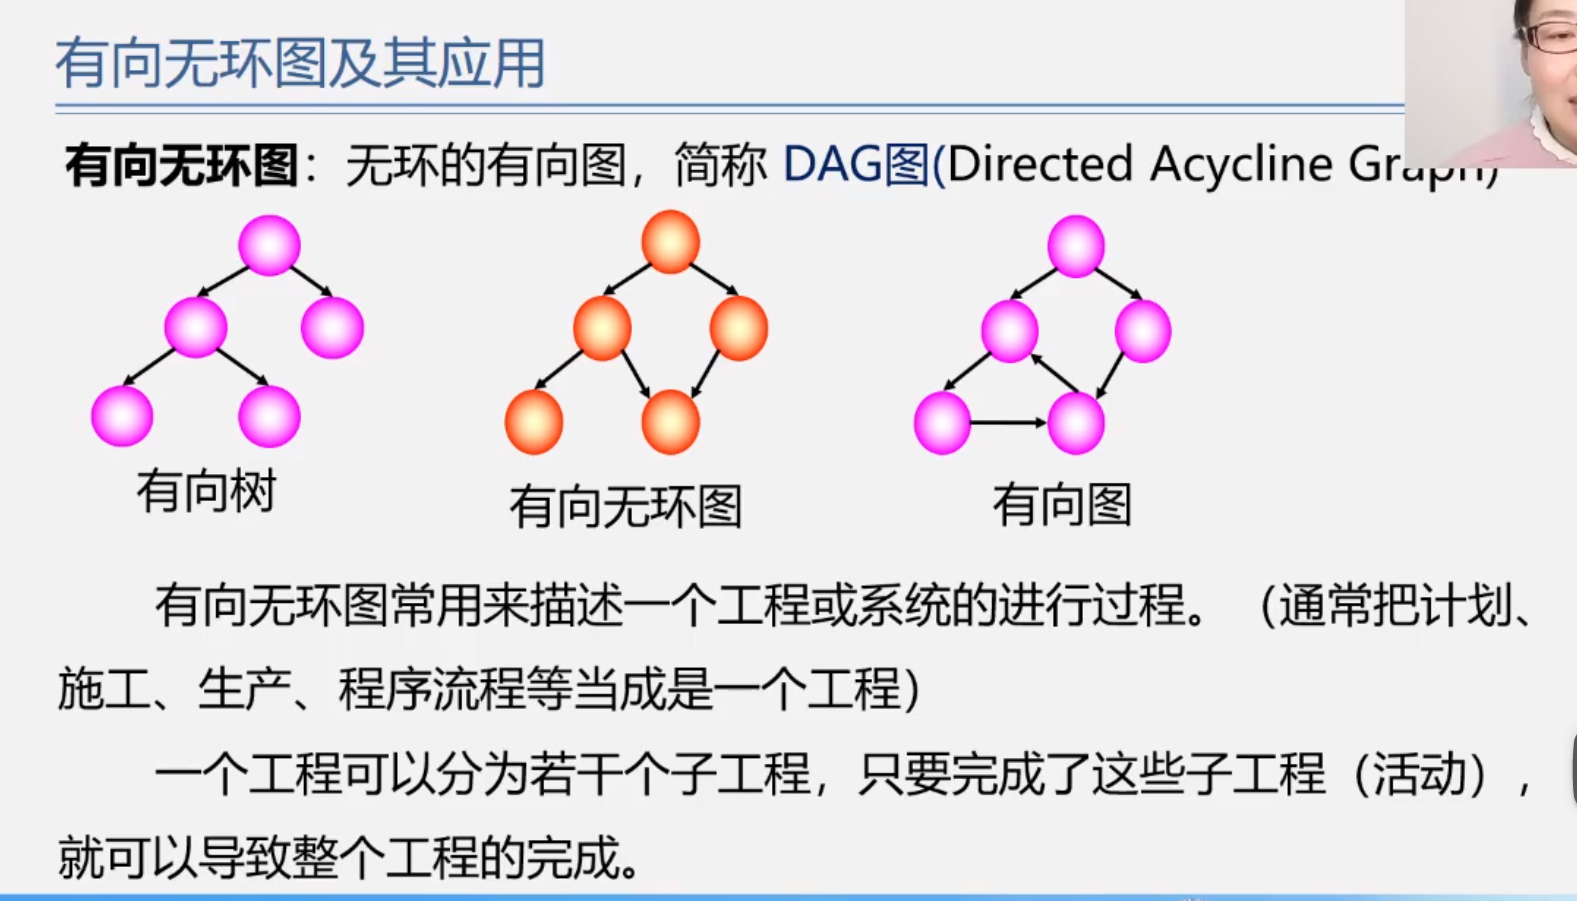 有向无环图及其应用
有向无环图：无环的有向图，简称 DAG图(Directed Acycline Graph)
有向树
有向无环图
有向图
有向无环图常用来描述一个工程或系统的进行过程。（通常把计划、
施工、生产、程序流程等当成是一个工程）
一个工程可以分为若干个子工程，只要完成了这些子工程（活动），
就可以导致整个工程的完成。